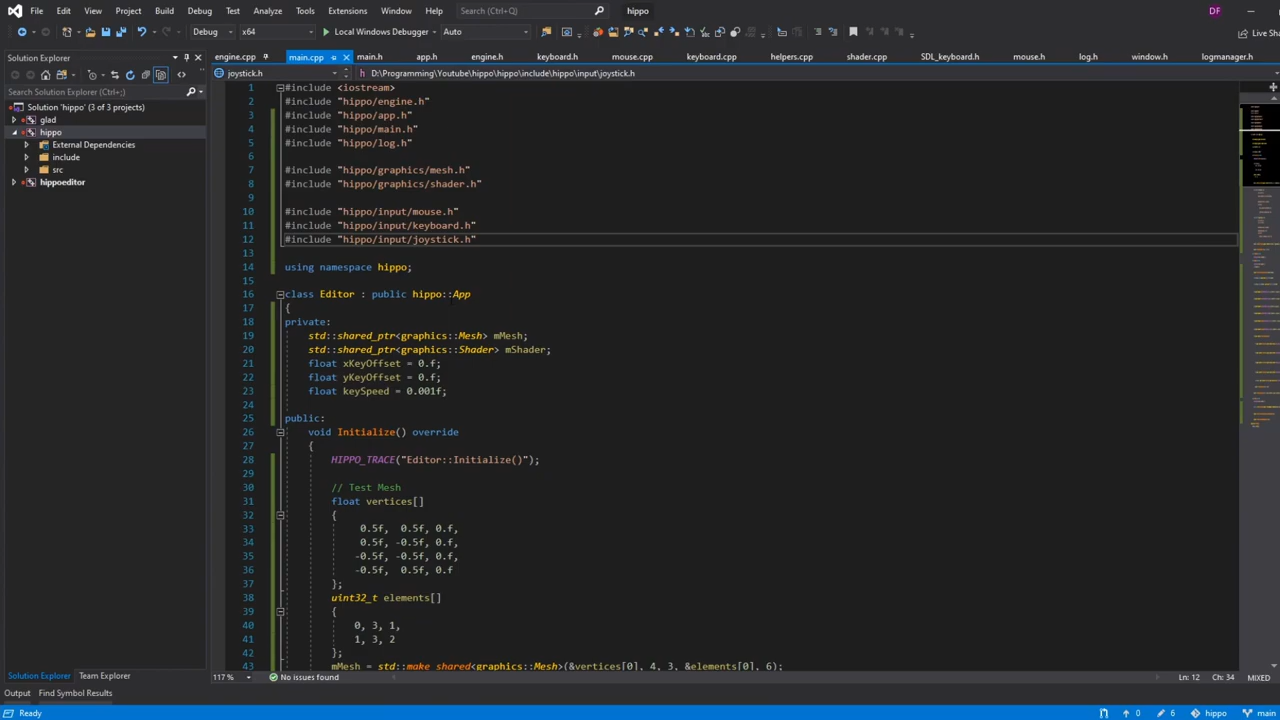 File Edit View Git Project Build Debug Test Analyze Tools Extensions Window Help Search (Ctrl+Q) hippo DF
Debug x64 Local Windows Debugger Auto Live Sha
Solution Explorer
engine.cpp main.cpp main.h app.h engine.h keyboard.h mouse.cpp keyboard.cpp helpers.cpp shader.cpp SDL_keyboard.h mouse.h log.h window.h logmanager.h
joystick.h D:\Programming\Youtube\hippo\hippo\include\hippo\input\joystick.h
Search Solution Explorer (Ctrl+;)
Solution 'hippo' (3 of 3 projects)
glad
hippo
External Dependencies
include
src
hippoeditor
1 #include <iostream>
2 #include "hippo/engine.h"
3 #include "hippo/app.h"
4 #include "hippo/main.h"
5 #include "hippo/log.h"
6
7 #include "hippo/graphics/mesh.h"
8 #include "hippo/graphics/shader.h"
9
10 #include "hippo/input/mouse.h"
11 #include "hippo/input/keyboard.h"
12 #include "hippo/input/joystick.h"
13
14 using namespace hippo;
15
16 class Editor : public hippo::App
17 {
18 private:
19 std::shared_ptr<graphics::Mesh> mMesh;
20 std::shared_ptr<graphics::Shader> mShader;
21 float xKeyOffset = 0.f;
22 float yKeyOffset = 0.f;
23 float keySpeed = 0.001f;
24
25 public:
26 void Initialize() override
27 {
28 HIPPO_TRACE("Editor::Initialize()");
29
30 // Test Mesh
31 float vertices[]
32 {
33 0.5f, 0.5f, 0.f,
34 0.5f, -0.5f, 0.f,
35 -0.5f, -0.5f, 0.f,
36 -0.5f, 0.5f, 0.f
37 };
38 uint32_t elements[]
39 {
40 0, 3, 1,
41 1, 3, 2
42 };
43 mMesh = std::make_shared<graphics::Mesh>(&vertices[0], 4, 3, &elements[0], 6);
Solution Explorer Team Explorer
117 % No issues found Ln: 12 Ch: 34 MIXED
Output Find Symbol Results
Ready 0 6 hippo main